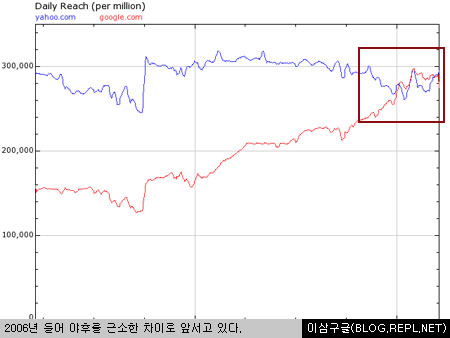 Daily Reach (per million)
yahoo.com google.com
300,000
200,000
100,000
0
2006년 들어 야후를 근소한 차이로 앞서고 있다.
이삼구글(BLOG,REPL,NET)